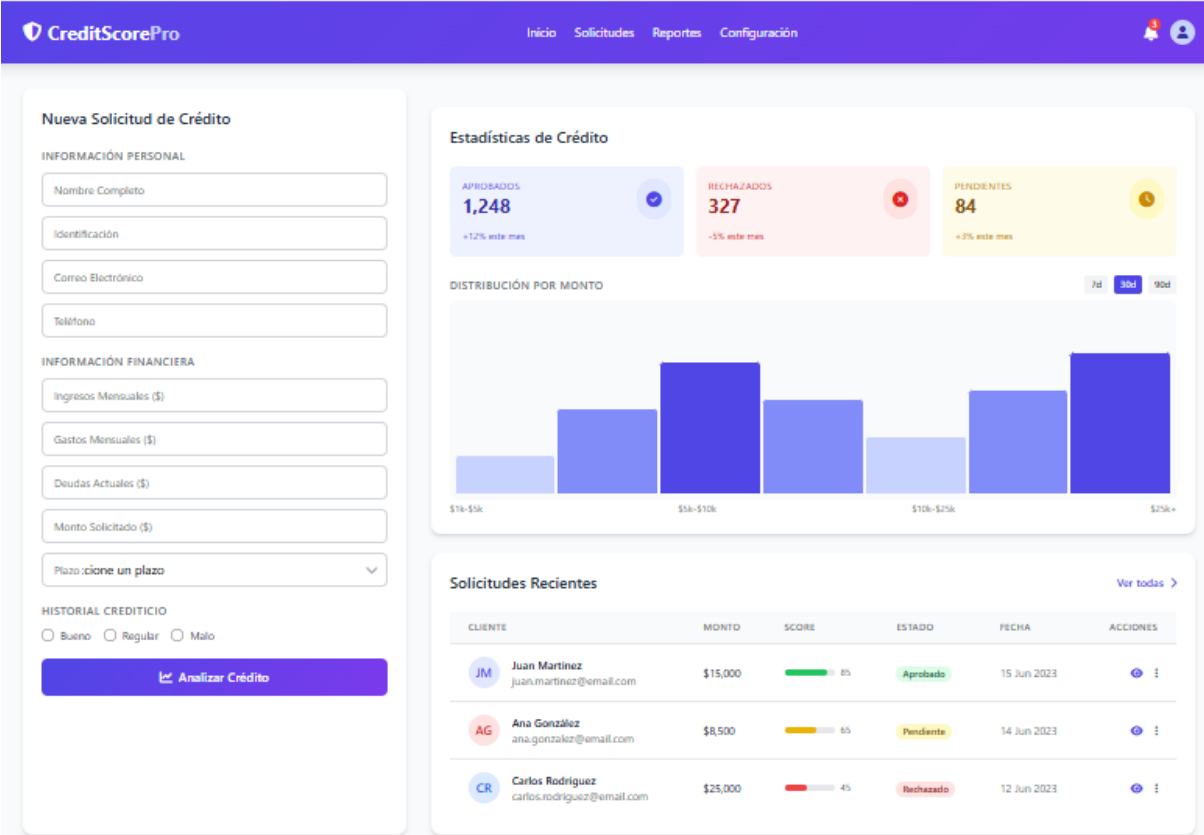 CreditScorePro
Inicio Solicitudes Reportes Configuración
3
Nueva Solicitud de Crédito
INFORMACIÓN PERSONAL
Nombre Completo
Identificación
Correo Electrónico
Teléfono
INFORMACIÓN FINANCIERA
Ingresos Mensuales ($)
Gastos Mensuales ($)
Deudas Actuales ($)
Monto Solicitado ($)
Plazo :cione un plazo
HISTORIAL CREDITICIO
Bueno Regular Malo
Analizar Crédito
Estadísticas de Crédito
APROBADOS
1,248
+12% este mes
RECHAZADOS
327
-5% este mes
PENDIENTES
84
+3% este mes
DISTRIBUCIÓN POR MONTO
7d 30d 90d
$1k-$5k $5k-$10k $10k-$25k $25k+
Solicitudes Recientes
Ver todas
CLIENTE MONTO SCORE ESTADO FECHA ACCIONES
JM Juan Martínez $15,000 85 Aprobado 15 Jun 2023
juan.martinez@email.com
AG Ana González $8,500 65 Pendiente 14 Jun 2023
ana.gonzalez@email.com
CR Carlos Rodríguez $25,000 45 Rechazado 12 Jun 2023
carlos.rodriguez@email.com